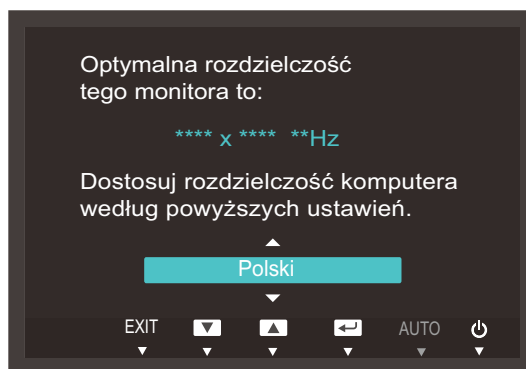 Optymalna rozdzielczość
tego monitora to:
**** x **** **Hz
Dostosuj rozdzielczość komputera
według powyższych ustawień.
Polski
EXIT AUTO